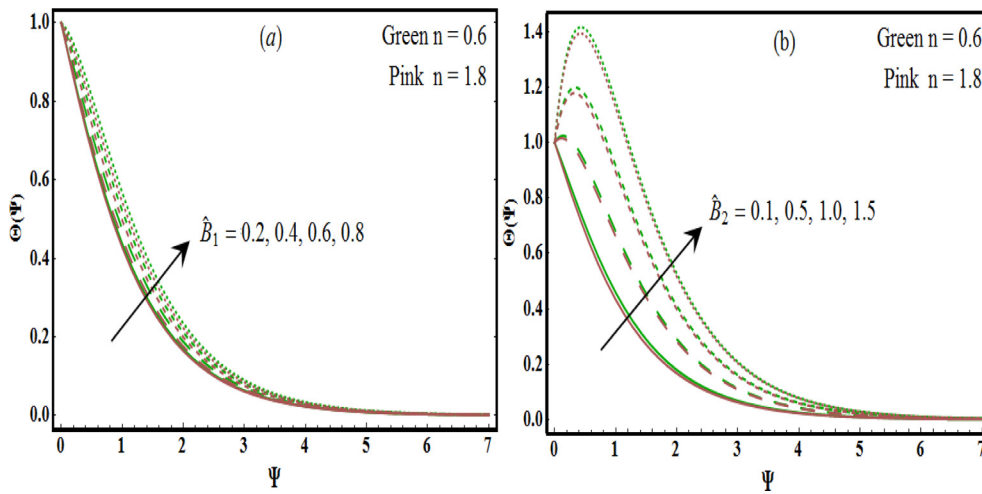 (a)
Green n = 0.6
Pink n = 1.8
B̂₁ = 0.2, 0.4, 0.6, 0.8
Θ(Ψ)
1.0
0.8
0.6
0.4
0.2
0.0
0 1 2 3 4 5 6 7
Ψ
(b)
Green n = 0.6
Pink n = 1.8
B̂₂ = 0.1, 0.5, 1.0, 1.5
Θ(Ψ)
1.4
1.2
1.0
0.8
0.6
0.4
0.2
0.0
0 1 2 3 4 5 6 7
Ψ